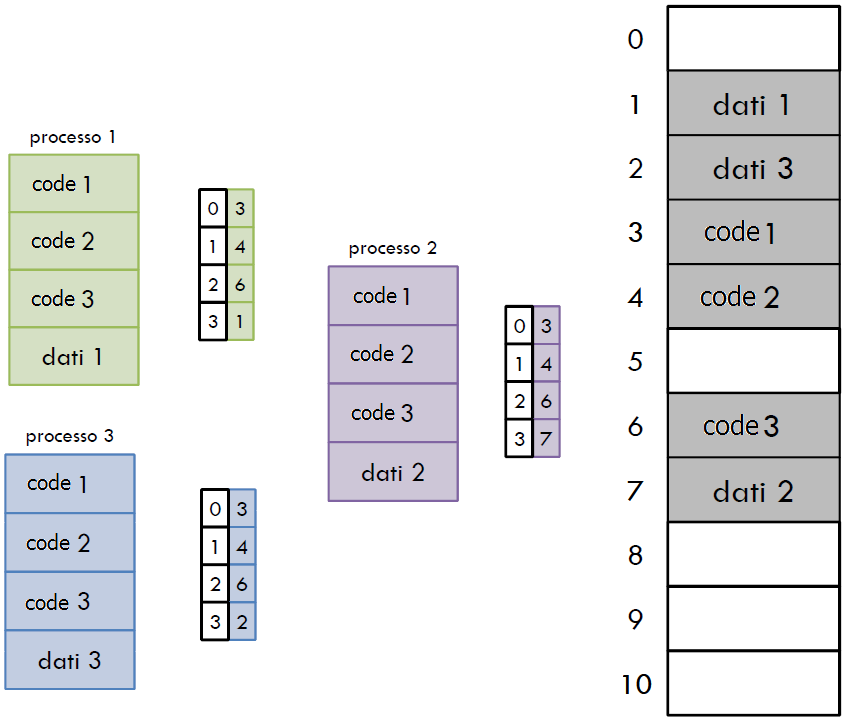 processo 1
code 1
code 2
code 3
dati 1
0 3
1 4
2 6
3 1
processo 2
code 1
code 2
code 3
dati 2
0 3
1 4
2 6
3 7
processo 3
code 1
code 2
code 3
dati 3
0 3
1 4
2 6
3 2
0
1 dati 1
2 dati 3
3 code 1
4 code 2
5
6 code 3
7 dati 2
8
9
10